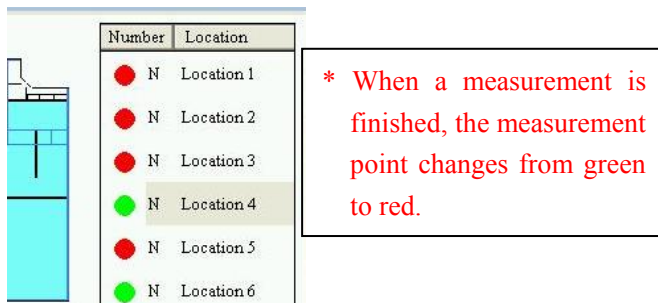 Number Location
N Location 1
N Location 2
N Location 3
N Location 4
N Location 5
N Location 6
* When a measurement is
finished, the measurement
point changes from green
to red.